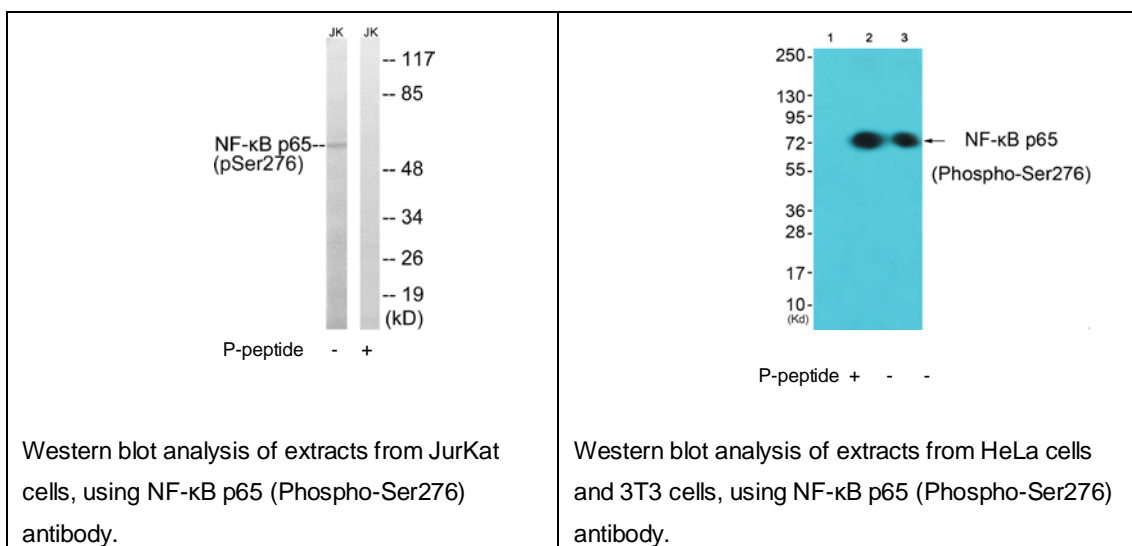 JK JK
-- 117
-- 85
NF-κB p65--
(pSer276)
-- 48
-- 34
-- 26
-- 19
(kD)
P-peptide - +
Western blot analysis of extracts from JurKat
cells, using NF-κB p65 (Phospho-Ser276)
antibody.
1 2 3
250-
130-
95-
72-
← NF-κB p65
55-
(Phospho-Ser276)
36-
28-
17-
10-
(Kd)
P-peptide + - -
Western blot analysis of extracts from HeLa cells
and 3T3 cells, using NF-κB p65 (Phospho-Ser276)
antibody.